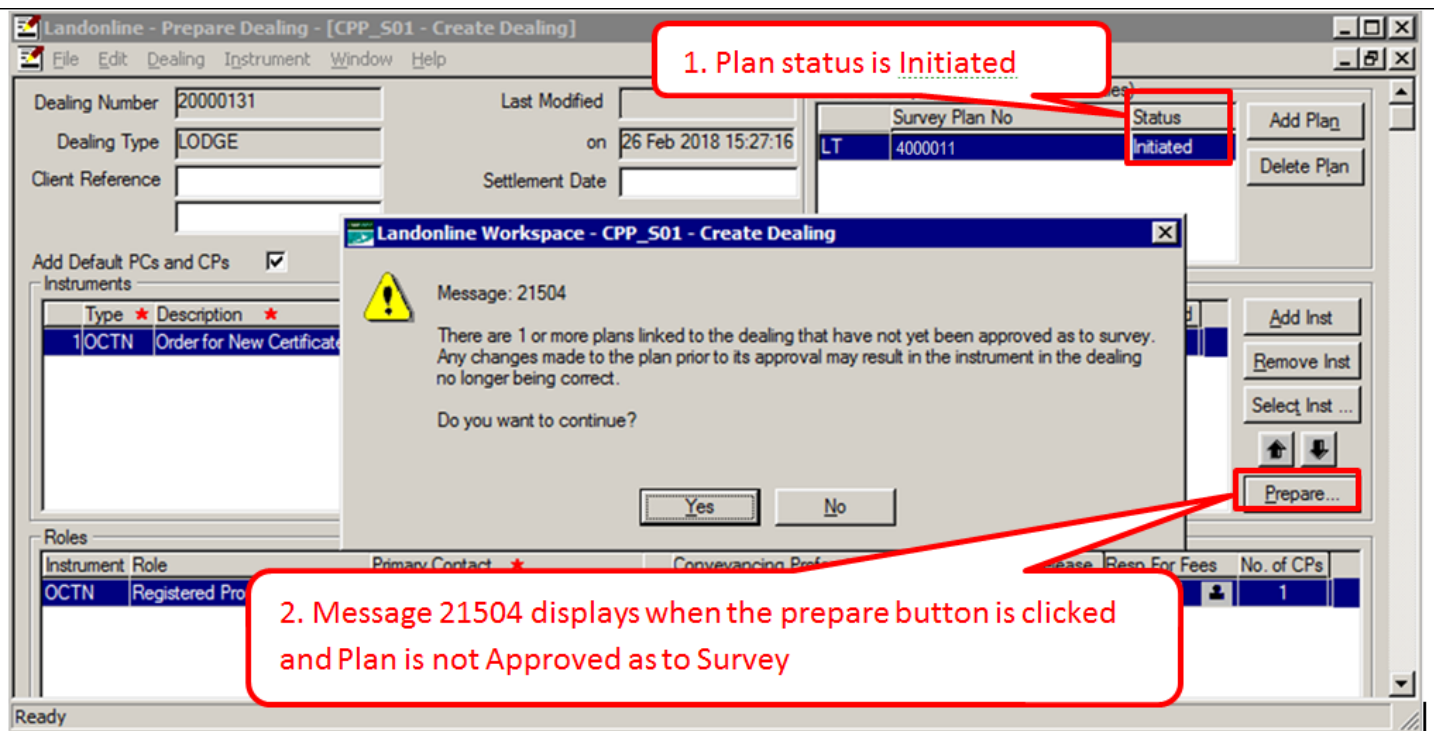 Landonline - Prepare Dealing - [CPP_S01 - Create Dealing]
File Edit Dealing Instrument Window Help
1. Plan status is Initiated
Dealing Number 20000131 Last Modified
Survey Plan No Status Add Plan
Dealing Type LODGE on 26 Feb 2018 15:27:16 LT 4000011 Initiated
Client Reference Settlement Date Delete Plan
Landonline Workspace - CPP_S01 - Create Dealing
Add Default PCs and CPs
Instruments
Message: 21504
Type * Description * Add Inst
1 OCTN Order for New Certificate
There are 1 or more plans linked to the dealing that have not yet been approved as to survey.
Any changes made to the plan prior to its approval may result in the instrument in the dealing
no longer being correct.
Remove Inst
Select Inst ...
Do you want to continue?
Prepare...
Yes No
Roles
Instrument Role Primary Contact * Conveyancing Resp For Fees No. of CPs
OCTN Registered 1
2. Message 21504 displays when the prepare button is clicked
and Plan is not Approved as to Survey
Ready